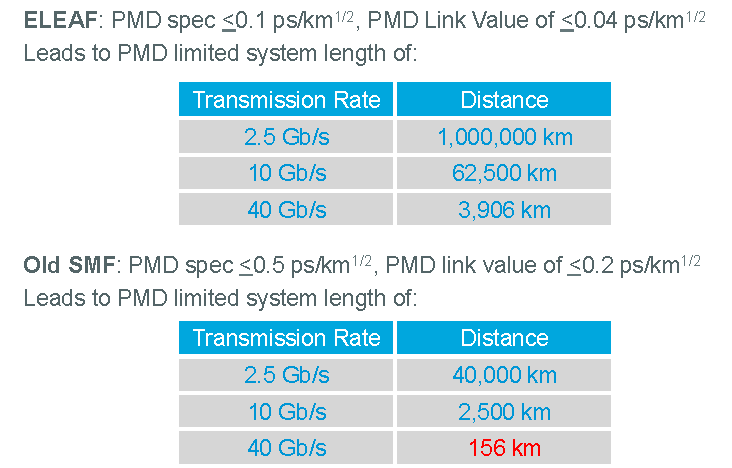 ELEAF: PMD spec ≤0.1 ps/km1/2, PMD Link Value of ≤0.04 ps/km1/2
Leads to PMD limited system length of:
Transmission Rate Distance
2.5 Gb/s 1,000,000 km
10 Gb/s 62,500 km
40 Gb/s 3,906 km
Old SMF: PMD spec ≤0.5 ps/km1/2, PMD link value of ≤0.2 ps/km1/2
Leads to PMD limited system length of:
Transmission Rate Distance
2.5 Gb/s 40,000 km
10 Gb/s 2,500 km
40 Gb/s 156 km